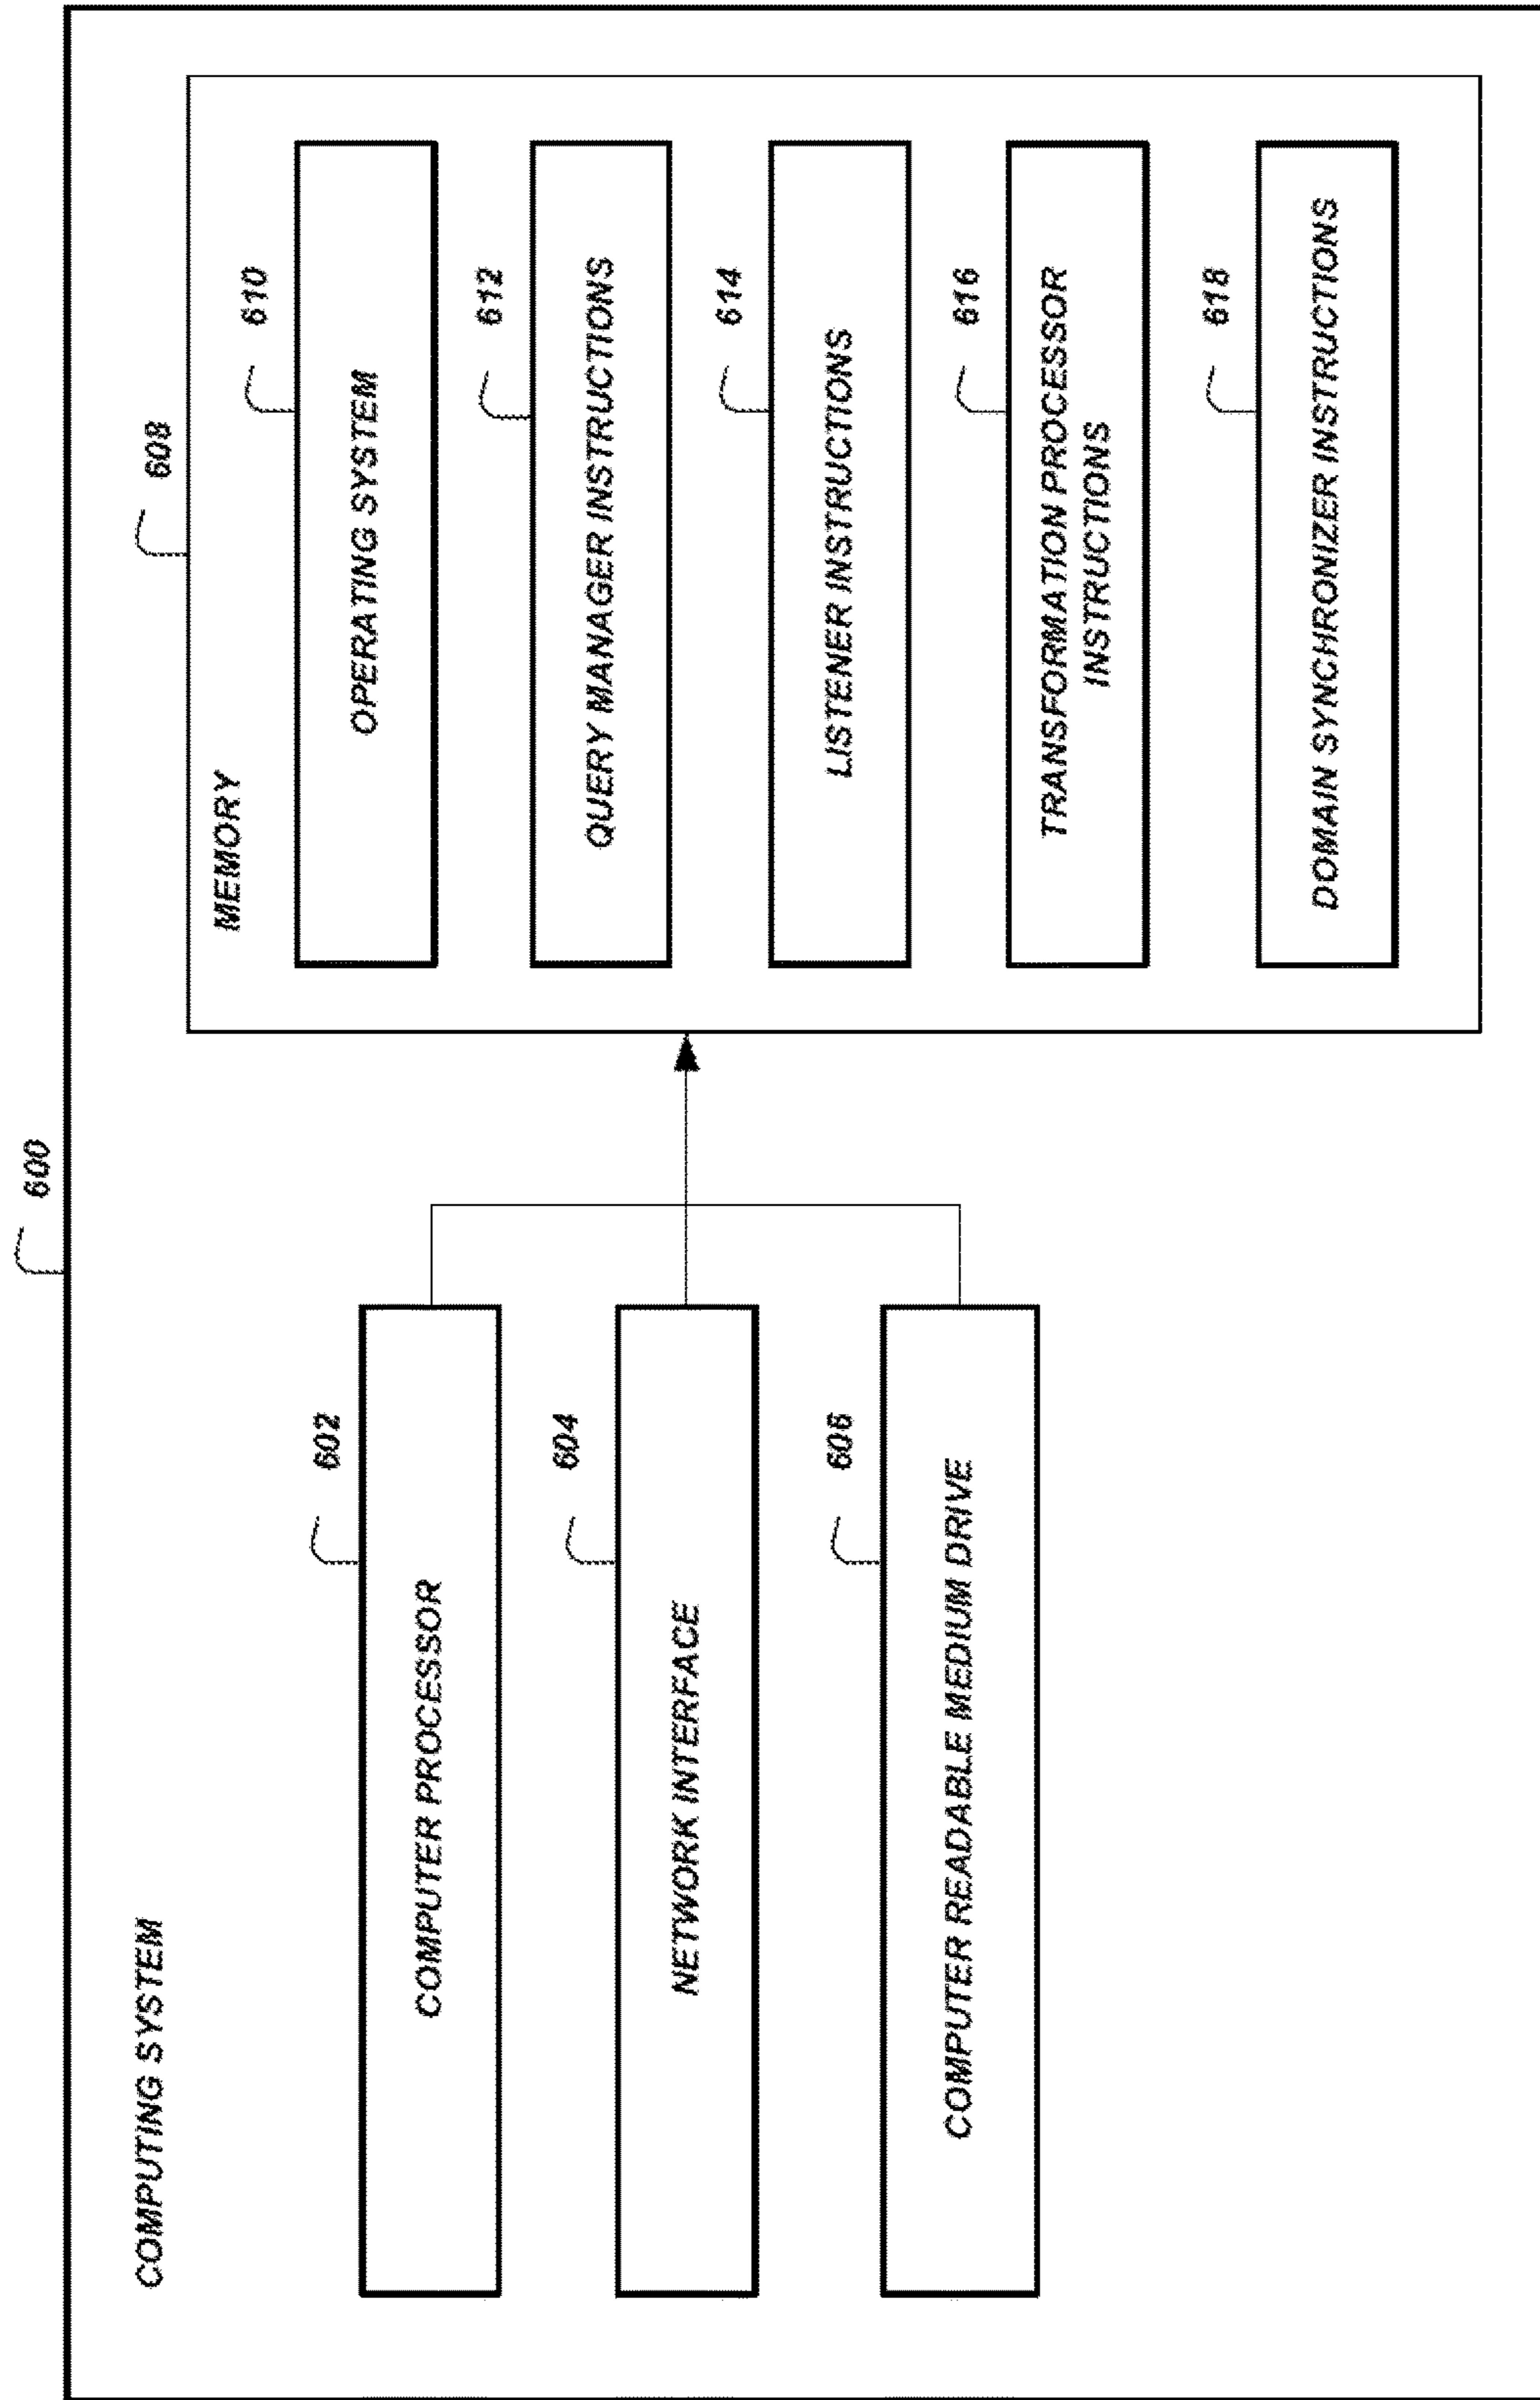 600
COMPUTING SYSTEM
602
COMPUTER PROCESSOR
604
NETWORK INTERFACE
606
COMPUTER READABLE MEDIUM DRIVE
608
MEMORY
610
OPERATING SYSTEM
612
QUERY MANAGER INSTRUCTIONS
614
LISTENER INSTRUCTIONS
616
TRANSFORMATION PROCESSOR
INSTRUCTIONS
618
DOMAIN SYNCHRONIZER INSTRUCTIONS